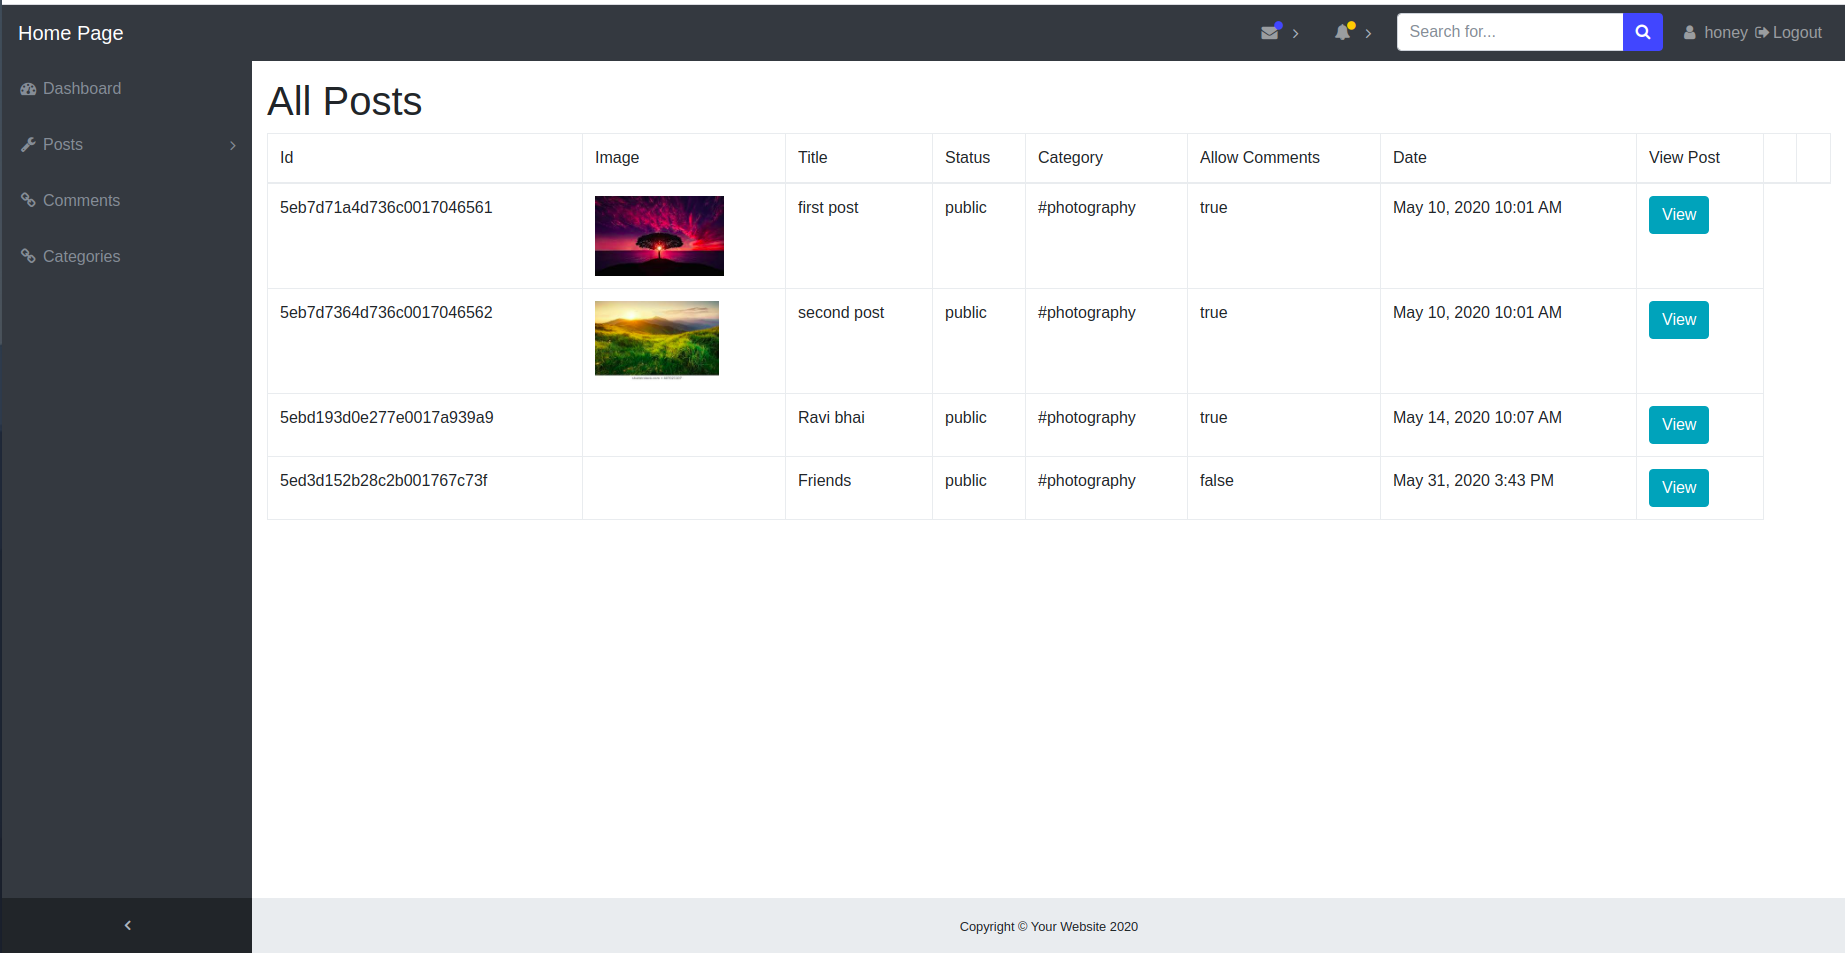 Home Page
Search for...
honey
Logout
Dashboard
Posts
Comments
Categories
All Posts
Id Image Title Status Category Allow Comments Date View Post
5eb7d71a4d736c0017046561 first post public #photography true May 10, 2020 10:01 AM View
5eb7d7364d736c0017046562 second post public #photography true May 10, 2020 10:01 AM View
5ebd193d0e277e0017a939a9 Ravi bhai public #photography true May 14, 2020 10:07 AM View
5ed3d152b28c2b001767c73f Friends public #photography false May 31, 2020 3:43 PM View
Copyright © Your Website 2020